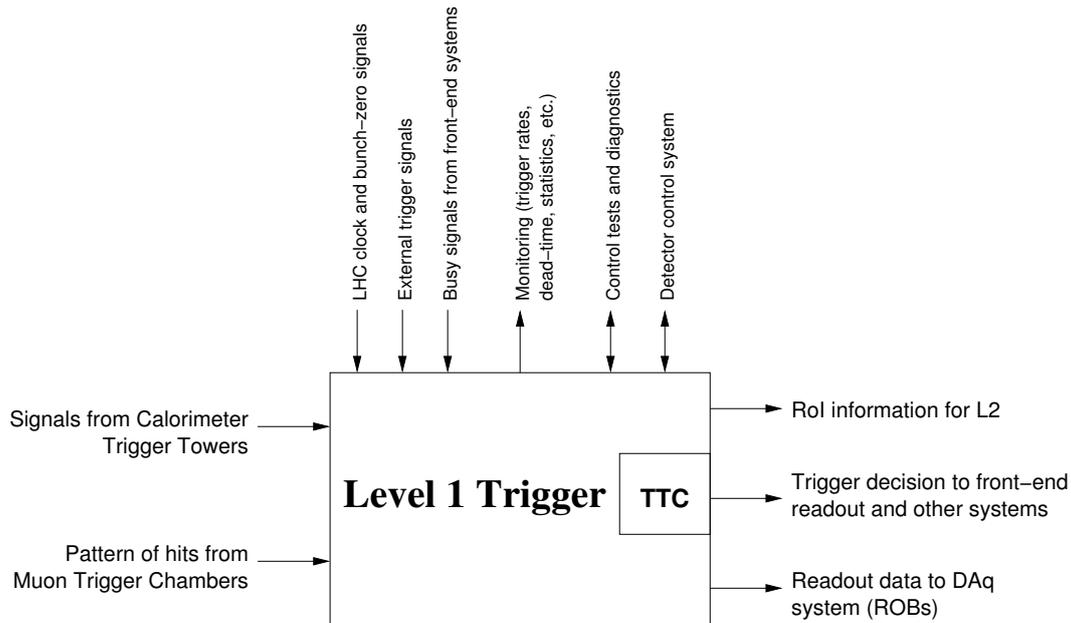 LHC clock and bunch−zero signals
External trigger signals
Busy signals from front−end systems
Monitoring (trigger rates,
dead−time, statistics, etc.)
Control tests and diagnostics
Detector control system
Signals from Calorimeter
Trigger Towers
Pattern of hits from
Muon Trigger Chambers
Level 1 Trigger
TTC
RoI information for L2
Trigger decision to front−end
readout and other systems
Readout data to DAq
system (ROBs)